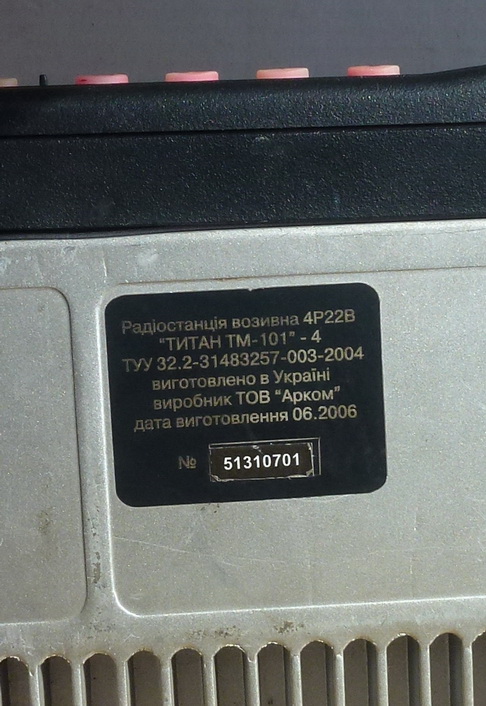 Радіостанція возивна 4Р22В
"ТИТАН ТМ-101" - 4
ТУУ 32.2-31483257-003-2004
виготовлено в Україні
виробник ТОВ "Арком"
дата виготовлення 06.2006
№ 51310701